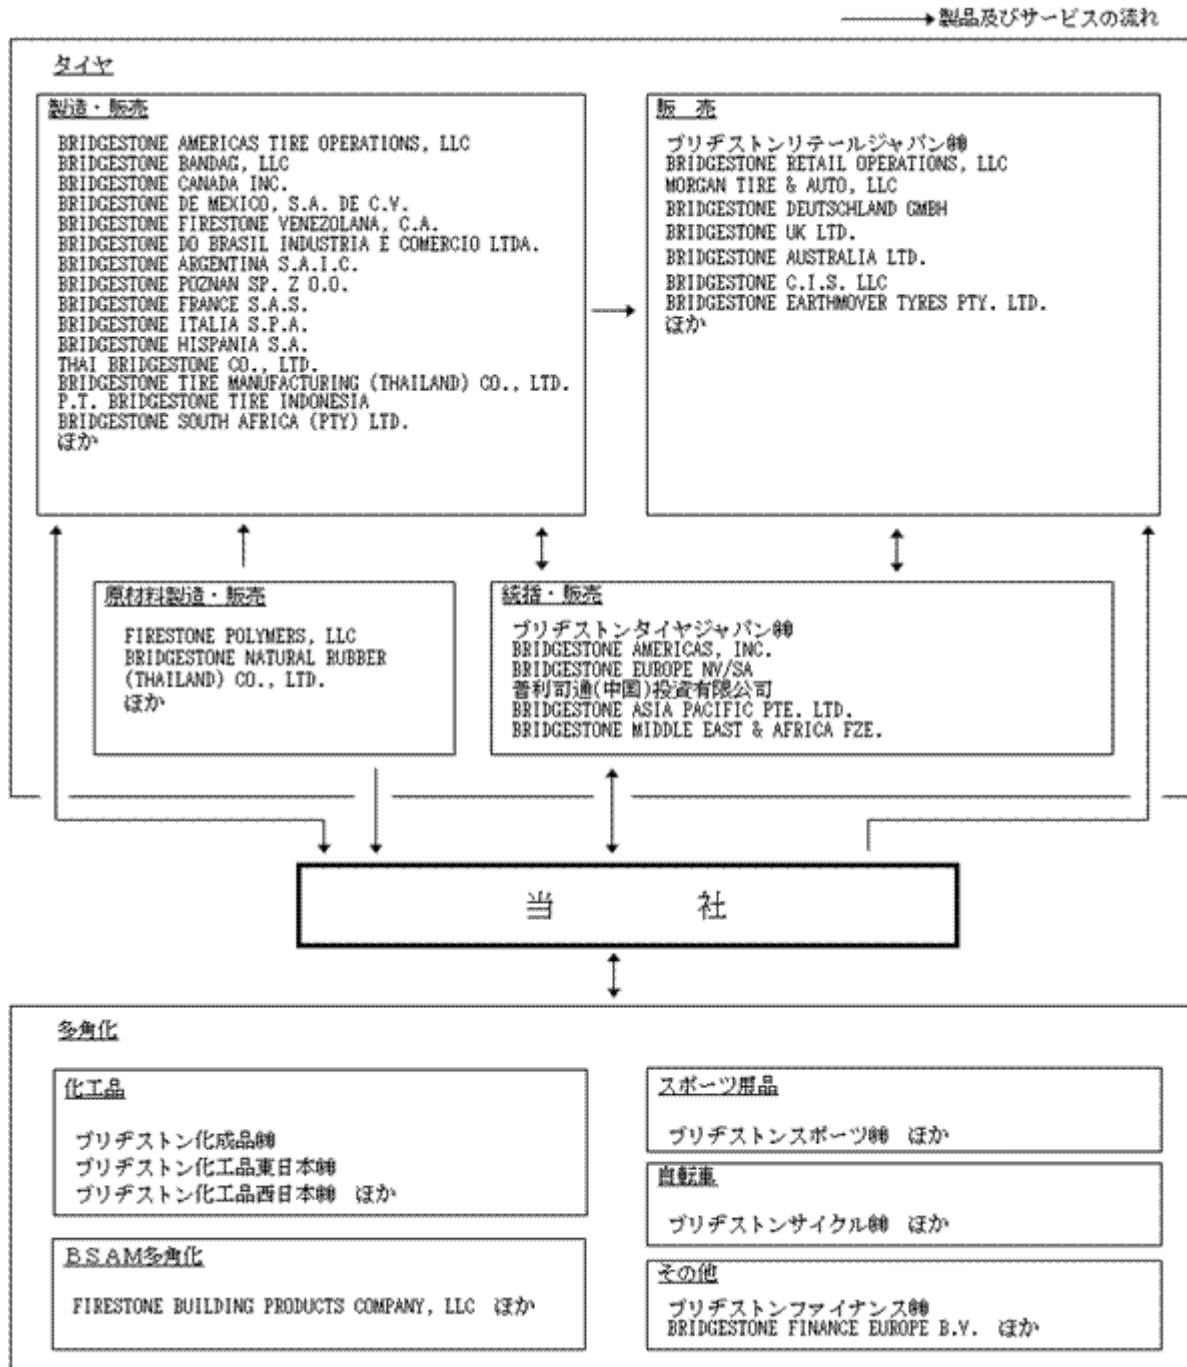 製品及びサービスの流れ
タイヤ
製造・販売
BRIDGESTONE AMERICAS TIRE OPERATIONS, LLC
BRIDGESTONE BANDAG, LLC
BRIDGESTONE CANADA INC.
BRIDGESTONE DE MEXICO, S.A. DE C.V.
BRIDGESTONE FIRESTONE VENEZOLANA, C.A.
BRIDGESTONE DO BRASIL INDUSTRIA E COMERCIO LTDA.
BRIDGESTONE ARGENTINA S.A.I.C.
BRIDGESTONE POZNAN SP. Z O.O.
BRIDGESTONE FRANCE S.A.S.
BRIDGESTONE ITALIA S.P.A.
BRIDGESTONE HISPANIA S.A.
THAI BRIDGESTONE CO., LTD.
BRIDGESTONE TIRE MANUFACTURING (THAILAND) CO., LTD.
P.T. BRIDGESTONE TIRE INDONESIA
BRIDGESTONE SOUTH AFRICA (PTY) LTD.
ほか
販 売
ブリヂストンリテールジャパン㈱
BRIDGESTONE RETAIL OPERATIONS, LLC
MORGAN TIRE & AUTO, LLC
BRIDGESTONE DEUTSCHLAND GMBH
BRIDGESTONE UK LTD.
BRIDGESTONE AUSTRALIA LTD.
BRIDGESTONE C.I.S. LLC
BRIDGESTONE EARTHMOVER TYRES PTY. LTD.
ほか
原材料製造・販売
FIRESTONE POLYMERS, LLC
BRIDGESTONE NATURAL RUBBER
(THAILAND) CO., LTD.
ほか
統括・販売
ブリヂストンタイヤジャパン㈱
BRIDGESTONE AMERICAS, INC.
BRIDGESTONE EUROPE NV/SA
普利司通(中国)投資有限公司
BRIDGESTONE ASIA PACIFIC PTE. LTD.
BRIDGESTONE MIDDLE EAST & AFRICA FZE.
当 社
多角化
化工品
ブリヂストン化成品㈱
ブリヂストン化工品東日本㈱
ブリヂストン化工品西日本㈱ ほか
BSAM多角化
FIRESTONE BUILDING PRODUCTS COMPANY, LLC ほか
スポーツ用品
ブリヂストンスポーツ㈱ ほか
自転車
ブリヂストンサイクル㈱ ほか
その他
ブリヂストンファイナンス㈱
BRIDGESTONE FINANCE EUROPE B.V. ほか